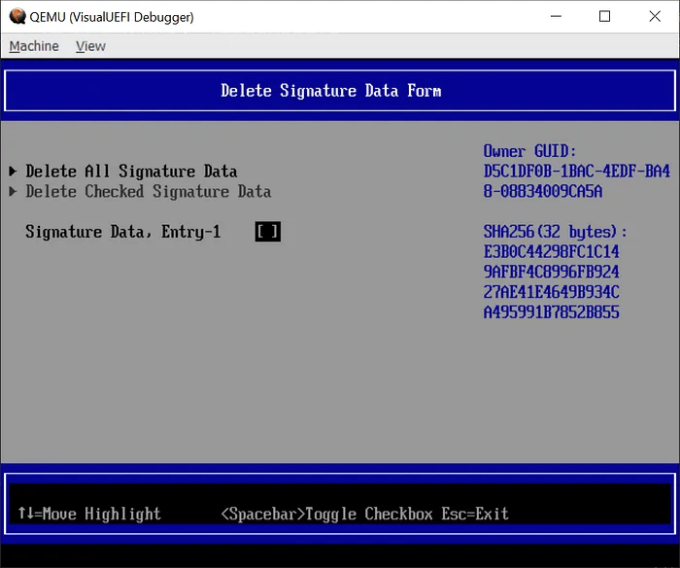 QEMU (VisualUEFI Debugger)
Machine View
Delete Signature Data Form
Delete All Signature Data
Delete Checked Signature Data
Signature Data, Entry-1 [ ]
Owner GUID:
D5C1DF0B-1BAC-4EDF-BA4
8-08834009CA5A
SHA256(32 bytes):
E3B0C44298FC1C14
9AFBF4C8996FB924
27AE41E4649B934C
A495991B7852B855
↑↓=Move Highlight <Spacebar>Toggle Checkbox Esc=Exit